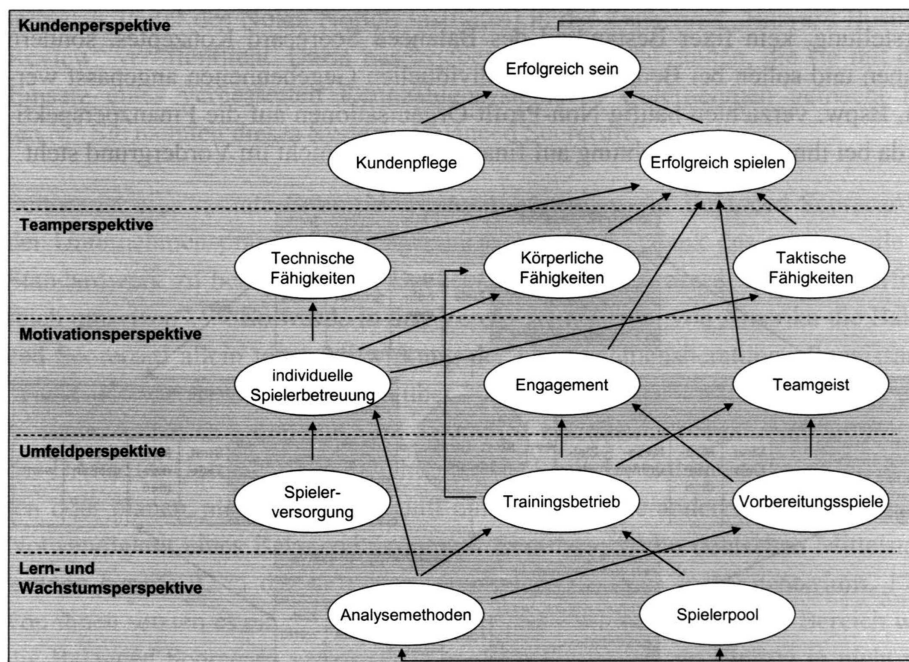 Kundenperspektive
Erfolgreich sein
Kundenpflege
Erfolgreich spielen
Teamperspektive
Technische
Fähigkeiten
Körperliche
Fähigkeiten
Taktische
Fähigkeiten
Motivationsperspektive
individuelle
Spielerbetreuung
Engagement
Teamgeist
Umfeldperspektive
Spieler-
versorgung
Trainingsbetrieb
Vorbereitungsspiele
Lern- und
Wachstumsperspektive
Analysemethoden
Spielerpool